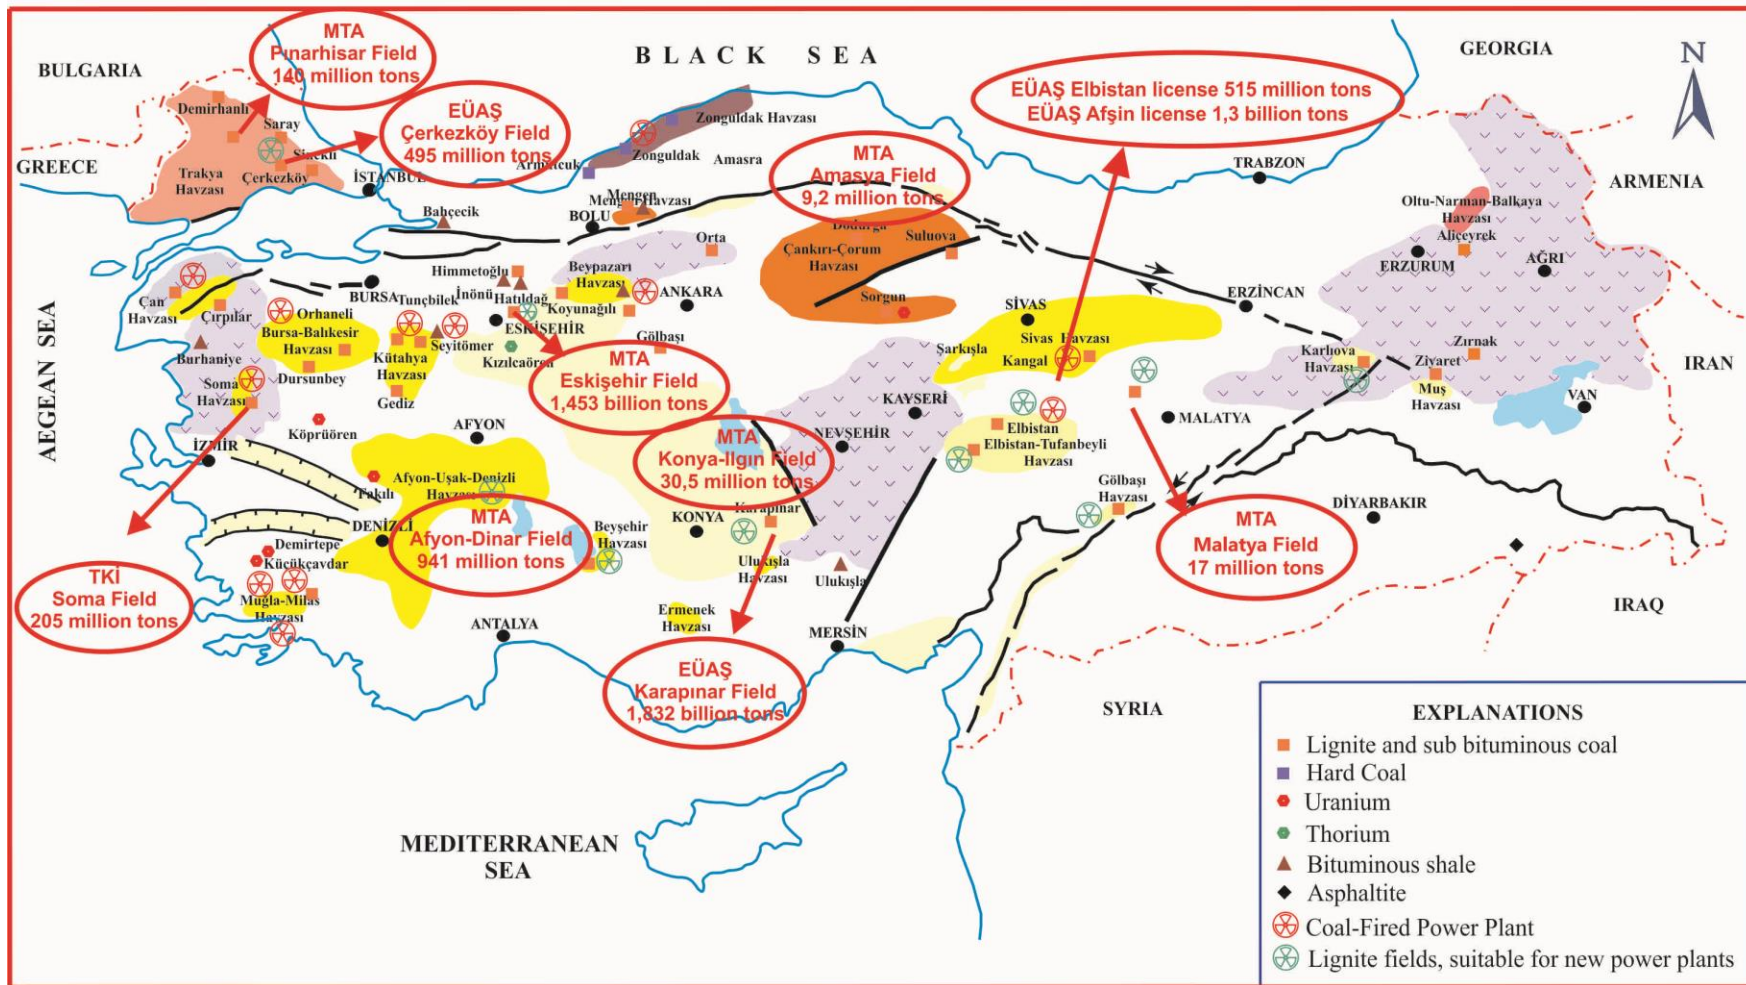 MTA
Pınarhisar Field
140 million tons
BLACK SEA
GEORGIA
N
BULGARIA
EÜAŞ Elbistan license 515 million tons
EÜAŞ Afşin license 1,3 billion tons
EÜAŞ
Çerkezköy Field
495 million tons
Demirhanlı
Saray
Zonguldak Havzası
Zonguldak
Amasra
MTA
Amasya Field
9,2 million tons
GREECE
Trakya
Havzası
Çerkezköy
İSTANBUL
TRABZON
ARMENIA
Bahçecik
Mengen
BOLU
Orta
Suluova
Çankırı-Çorum
Havzası
Oltu-Narman-Balkaya
Havzası
Aliçeyrek
ERZURUM
AĞRI
Himmetoğlu
Beypazarı
Havzası
İnönü
Hatıldağ
Koyunağılı
ANKARA
BURSA
Tunçbilek
Çan
Havzası
Çırpılar
Orhaneli
Bursa-Balıkesir
Havzası
ESKİŞEHİR
Gölbaşı
Sorgun
SİVAS
Sivas Havzası
Şarkışla
Kangal
ERZİNCAN
AEGEAN SEA
Burhaniye
Seyitömer
Kızılcaören
Kütahya
Havzası
Dursunbey
Gediz
Soma
Havzası
MTA
Eskişehir Field
1,453 billion tons
Karlıova
Havzası
Zırnak
Ziyaret
Muş
Havzası
IRAN
VAN
KAYSERİ
MALATYA
Köprüören
AFYON
İZMİR
NEVŞEHİR
Elbistan
Elbistan-Tufanbeyli
Havzası
MTA
Konya-Ilgın Field
30,5 million tons
Afyon-Uşak-Denizli
Havzası
Gölbaşı
Havzası
DİYARBAKIR
Karapınar
KONYA
DENİZLİ
MTA
Afyon-Dinar Field
941 million tons
Beyşehir
Havzası
Ulukışla
Havzası
Ulukışla
MTA
Malatya Field
17 million tons
Demirtepe
Küçükçavdar
TKİ
Soma Field
205 million tons
Muğla-Milas
Havzası
Ermenek
Havzası
ANTALYA
MERSİN
IRAQ
EÜAŞ
Karapınar Field
1,832 billion tons
SYRIA
MEDITERRANEAN
SEA
EXPLANATIONS
Lignite and sub bituminous coal
Hard Coal
Uranium
Thorium
Bituminous shale
Asphaltite
Coal-Fired Power Plant
Lignite fields, suitable for new power plants